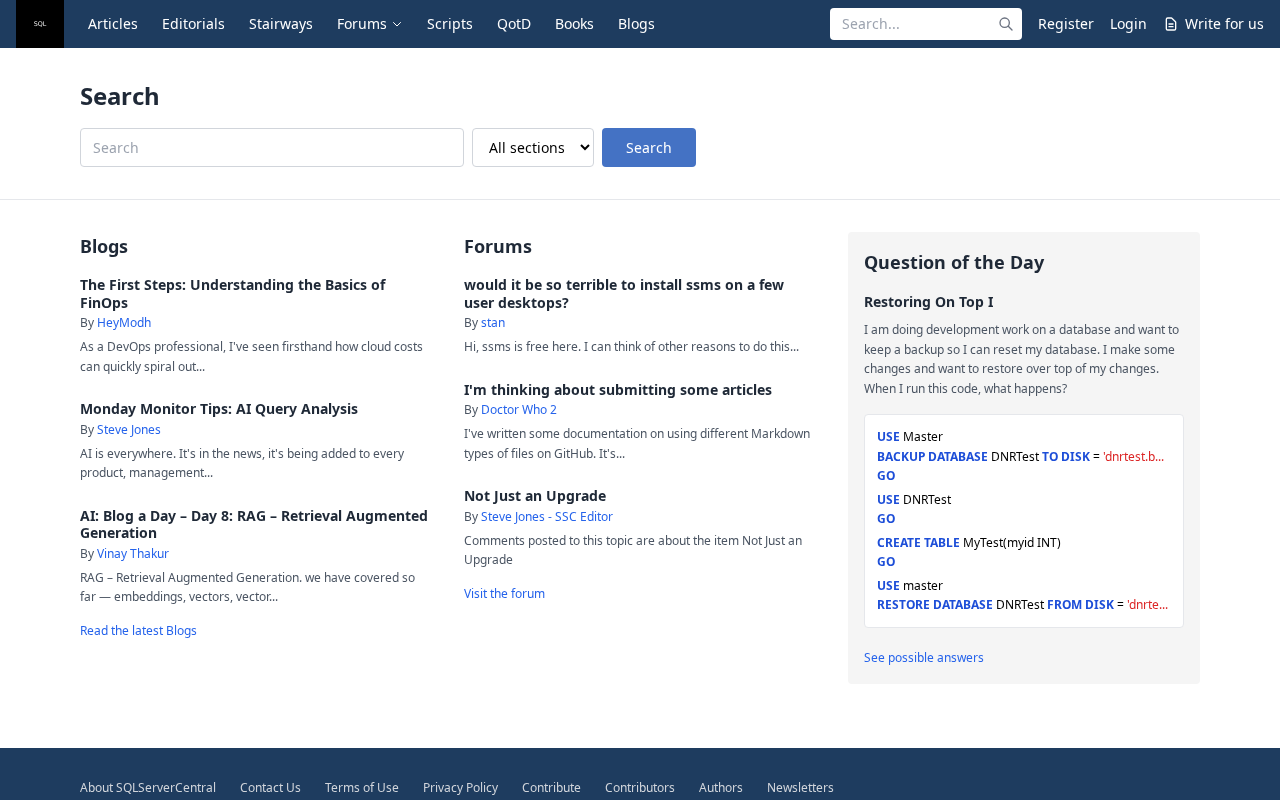 SQL
Articles
Editorials
Stairways
Forums
Scripts
QotD
Books
Blogs
Search...
Register
Login
Write for us
Search
Search
All sections
Search
Blogs
The First Steps: Understanding the Basics of
FinOps
By HeyModh
As a DevOps professional, I've seen firsthand how cloud costs
can quickly spiral out...
Monday Monitor Tips: AI Query Analysis
By Steve Jones
AI is everywhere. It's in the news, it's being added to every
product, management...
AI: Blog a Day – Day 8: RAG – Retrieval Augmented
Generation
By Vinay Thakur
RAG – Retrieval Augmented Generation. we have covered so
far — embeddings, vectors, vector...
Read the latest Blogs
Forums
would it be so terrible to install ssms on a few
user desktops?
By stan
Hi, ssms is free here. I can think of other reasons to do this...
I'm thinking about submitting some articles
By Doctor Who 2
I've written some documentation on using different Markdown
types of files on GitHub. It's...
Not Just an Upgrade
By Steve Jones - SSC Editor
Comments posted to this topic are about the item Not Just an
Upgrade
Visit the forum
Question of the Day
Restoring On Top I
I am doing development work on a database and want to
keep a backup so I can reset my database. I make some
changes and want to restore over top of my changes.
When I run this code, what happens?
USE Master
BACKUP DATABASE DNRTest TO DISK = 'dnrtest.b...
GO
USE DNRTest
GO
CREATE TABLE MyTest(myid INT)
GO
USE master
RESTORE DATABASE DNRTest FROM DISK = 'dnrte...
See possible answers
About SQLServerCentral
Contact Us
Terms of Use
Privacy Policy
Contribute
Contributors
Authors
Newsletters